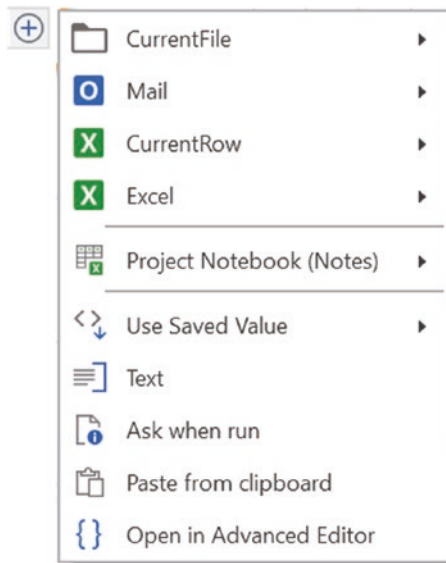 CurrentFile
Mail
CurrentRow
Excel
Project Notebook (Notes)
Use Saved Value
Text
Ask when run
Paste from clipboard
Open in Advanced Editor